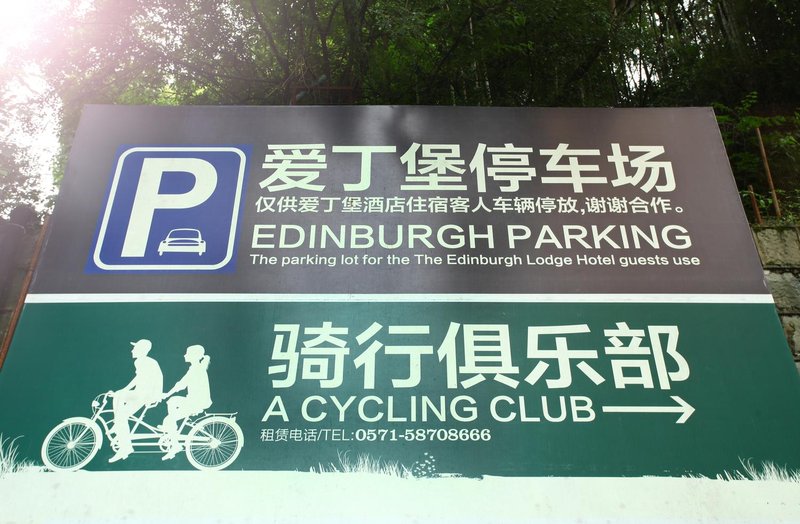 P
爱丁堡停车场
仅供爱丁堡酒店住宿客人车辆停放,谢谢合作。
EDINBURGH PARKING
The parking lot for the The Edinburgh Lodge Hotel guests use
骑行俱乐部
A CYCLING CLUB
租赁电话/TEL:0571-58708666